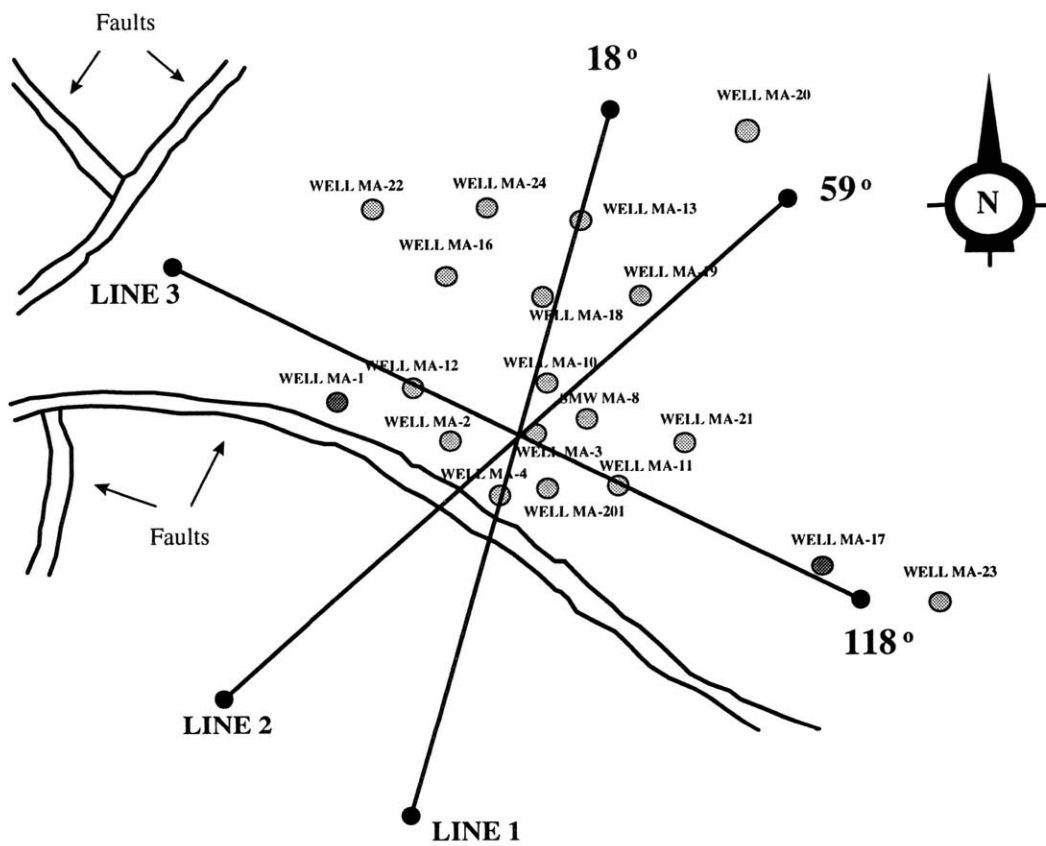 Faults
18 º
WELL MA-20
WELL MA-22
WELL MA-24
59 º
N
WELL MA-13
WELL MA-16
WELL MA-19
LINE 3
WELL MA-18
WELL MA-12
WELL MA-10
WELL MA-1
SMW MA-8
WELL MA-2
WELL MA-21
WELL MA-3
WELL MA-11
WELL MA-4
WELL MA-201
Faults
WELL MA-17
WELL MA-23
118 º
LINE 2
LINE 1